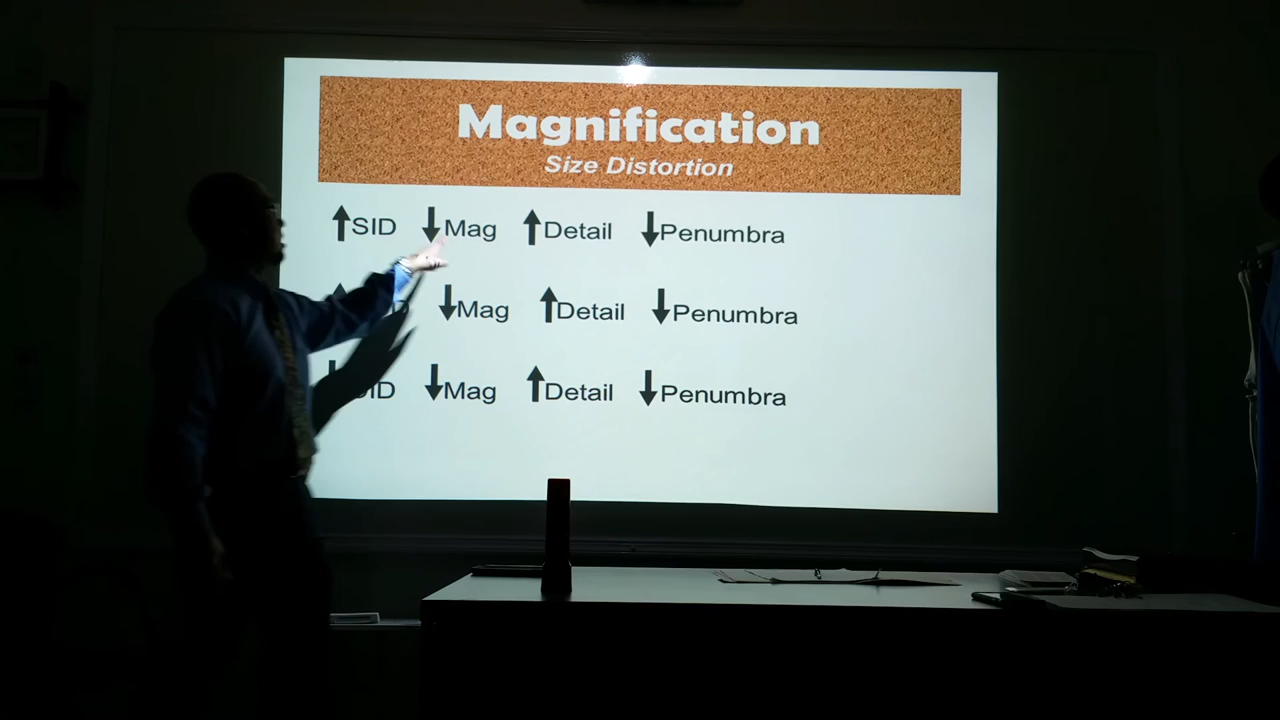 Magnification
Size Distortion
↑SID ↓Mag ↑Detail ↓Penumbra
↓Mag ↑Detail ↓Penumbra
↓Mag ↑Detail ↓Penumbra